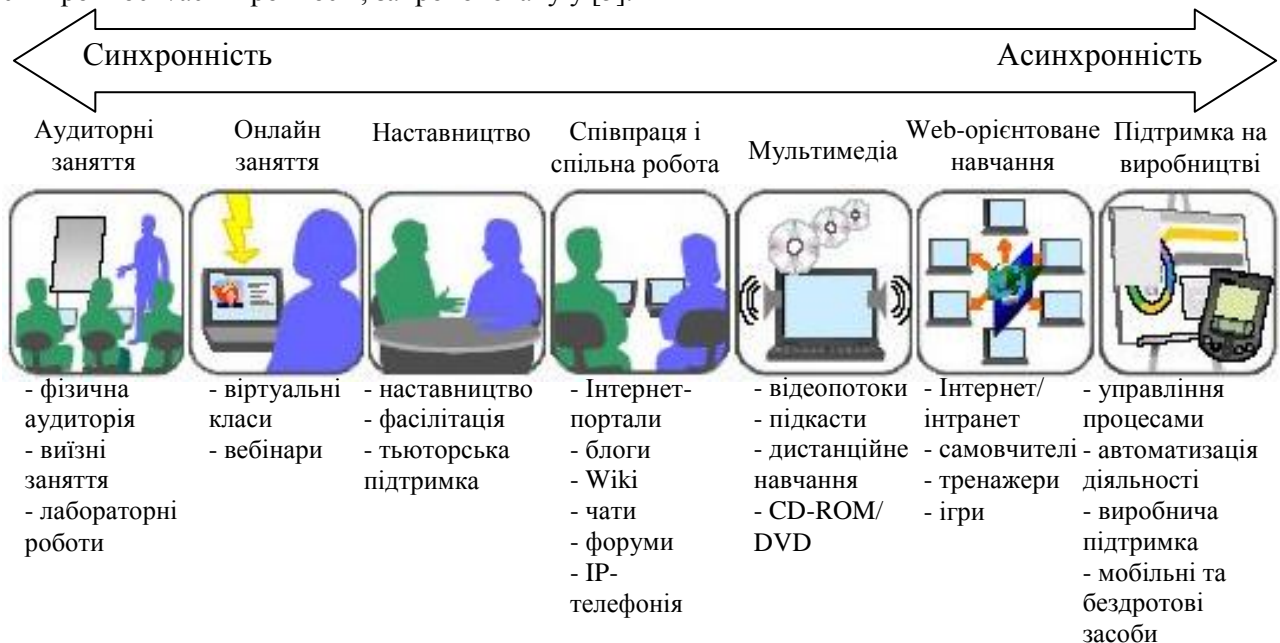 Синхронність
Асинхронність
Аудиторні
заняття
Онлайн
заняття
Наставництво
Співпраця і
спільна робота
Мультимедіа
Web-орієнтоване
навчання
Підтримка на
виробництві
- фізична
аудиторія
- виїзні
заняття
- лабораторні
роботи
- віртуальні
класи
- вебінари
- наставництво
- фасілітація
- тьюторська
підтримка
- Інтернет-
портали
- блоги
- Wiki
- чати
- форуми
- IP-
телефонія
- відеопотоки
- підкасти
- дистанційне
навчання
- CD-ROM/
DVD
- Інтернет/
інтранет
- самовчителі
- тренажери
- ігри
- управління
процесами
- автоматизація
діяльності
- виробнича
підтримка
- мобільні та
бездротові
засоби